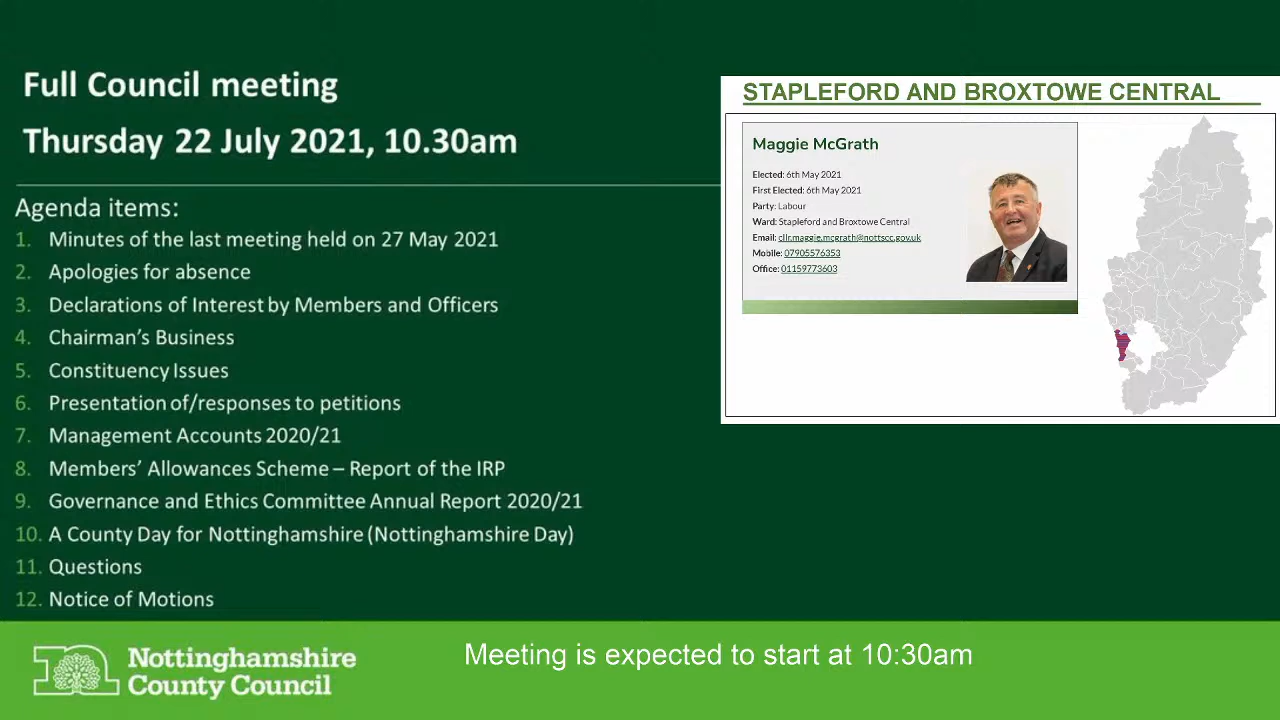 Full Council meeting
Thursday 22 July 2021, 10.30am
Agenda items:
1. Minutes of the last meeting held on 27 May 2021
2. Apologies for absence
3. Declarations of Interest by Members and Officers
4. Chairman's Business
5. Constituency Issues
6. Presentation of/responses to petitions
7. Management Accounts 2020/21
8. Members' Allowances Scheme – Report of the IRP
9. Governance and Ethics Committee Annual Report 2020/21
10. A County Day for Nottinghamshire (Nottinghamshire Day)
11. Questions
12. Notice of Motions
STAPLEFORD AND BROXTOWE CENTRAL
Maggie McGrath
Elected: 6th May 2021
First Elected: 6th May 2021
Party: Labour
Ward: Stapleford and Broxtowe Central
Email: cllr.maggie.mcgrath@nottscc.gov.uk
Mobile: 07905576353
Office: 01159773603
Nottinghamshire
County Council
Meeting is expected to start at 10:30am